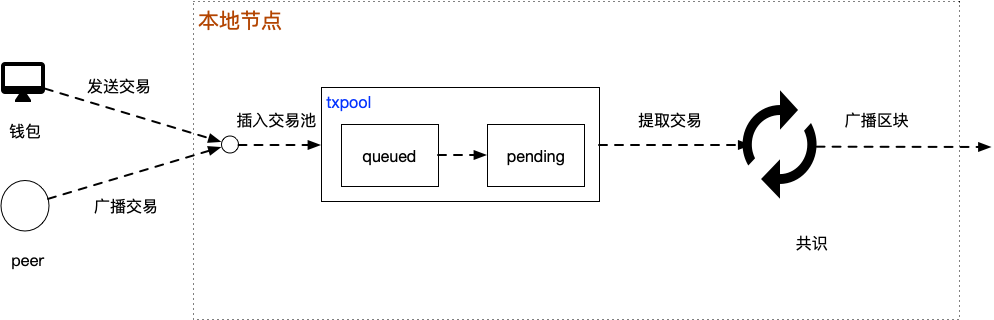 本地节点
发送交易
钱包
插入交易池
txpool
queued
pending
提取交易
广播区块
广播交易
共识
peer